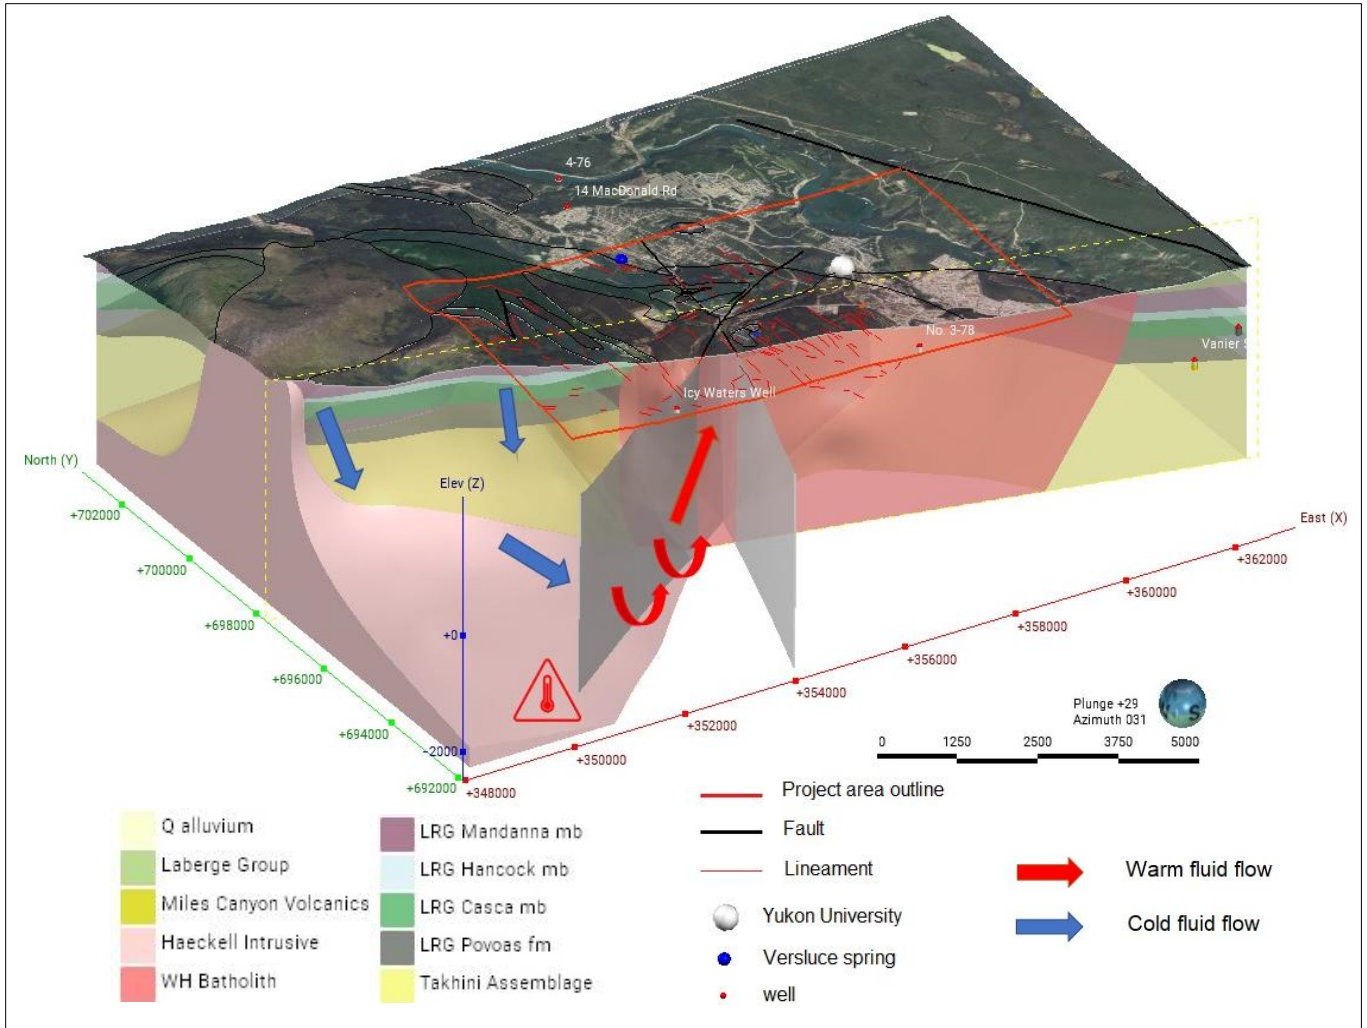 4-76
14 MacDonald Rd
No. 3-78
Vanier S
Icy Waters Well
North (Y)
Elev (Z)
East (X)
+702000
+700000
+698000
+696000
+694000
+692000
+0
-2000
+348000
+350000
+352000
+354000
+356000
+358000
+360000
+362000
Plunge +29
Azimuth 031
S
0 1250 2500 3750 5000
Q alluvium
Laberge Group
Miles Canyon Volcanics
Haeckell Intrusive
WH Batholith
LRG Mandanna mb
LRG Hancock mb
LRG Casca mb
LRG Povoas fm
Takhini Assemblage
Project area outline
Fault
Lineament
Yukon University
Versluce spring
well
Warm fluid flow
Cold fluid flow